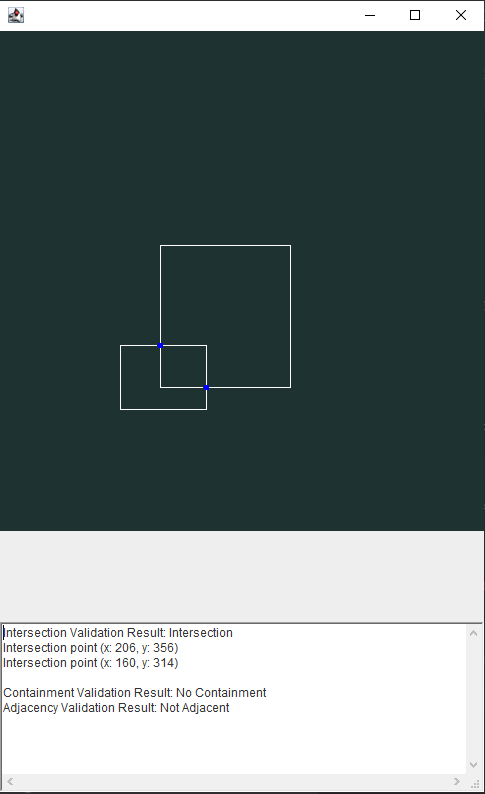 Intersection Validation Result: Intersection
Intersection point (x: 206, y: 356)
Intersection point (x: 160, y: 314)
Containment Validation Result: No Containment
Adjacency Validation Result: Not Adjacent